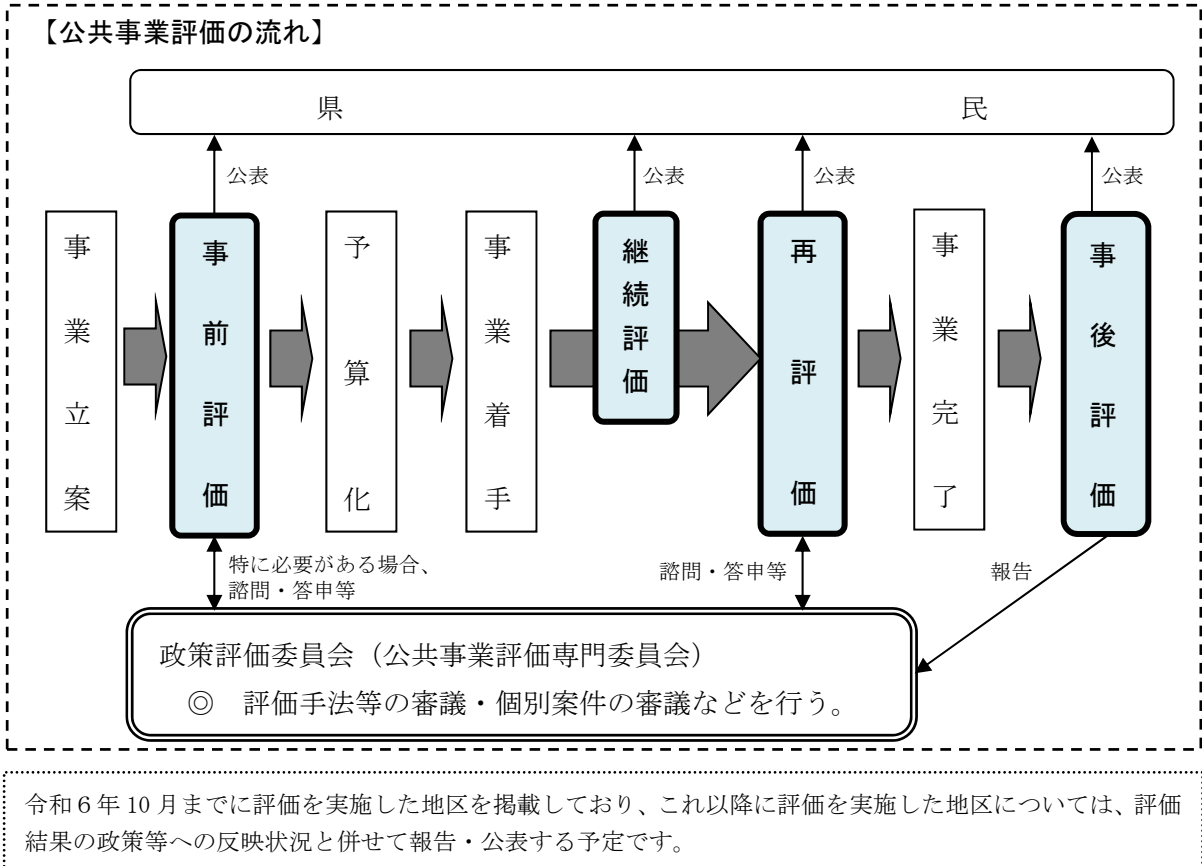 【公共事業評価の流れ】
県 民
公表
公表
公表
公表
事業立案
事前評価
予算化
事業着手
継続評価
再評価
事業完了
事後評価
特に必要がある場合、
諮問・答申等
諮問・答申等
報告
政策評価委員会（公共事業評価専門委員会）
◎ 評価手法等の審議・個別案件の審議などを行う。
令和６年 10 月までに評価を実施した地区を掲載しており、これ以降に評価を実施した地区については、評価
結果の政策等への反映状況と併せて報告・公表する予定です。